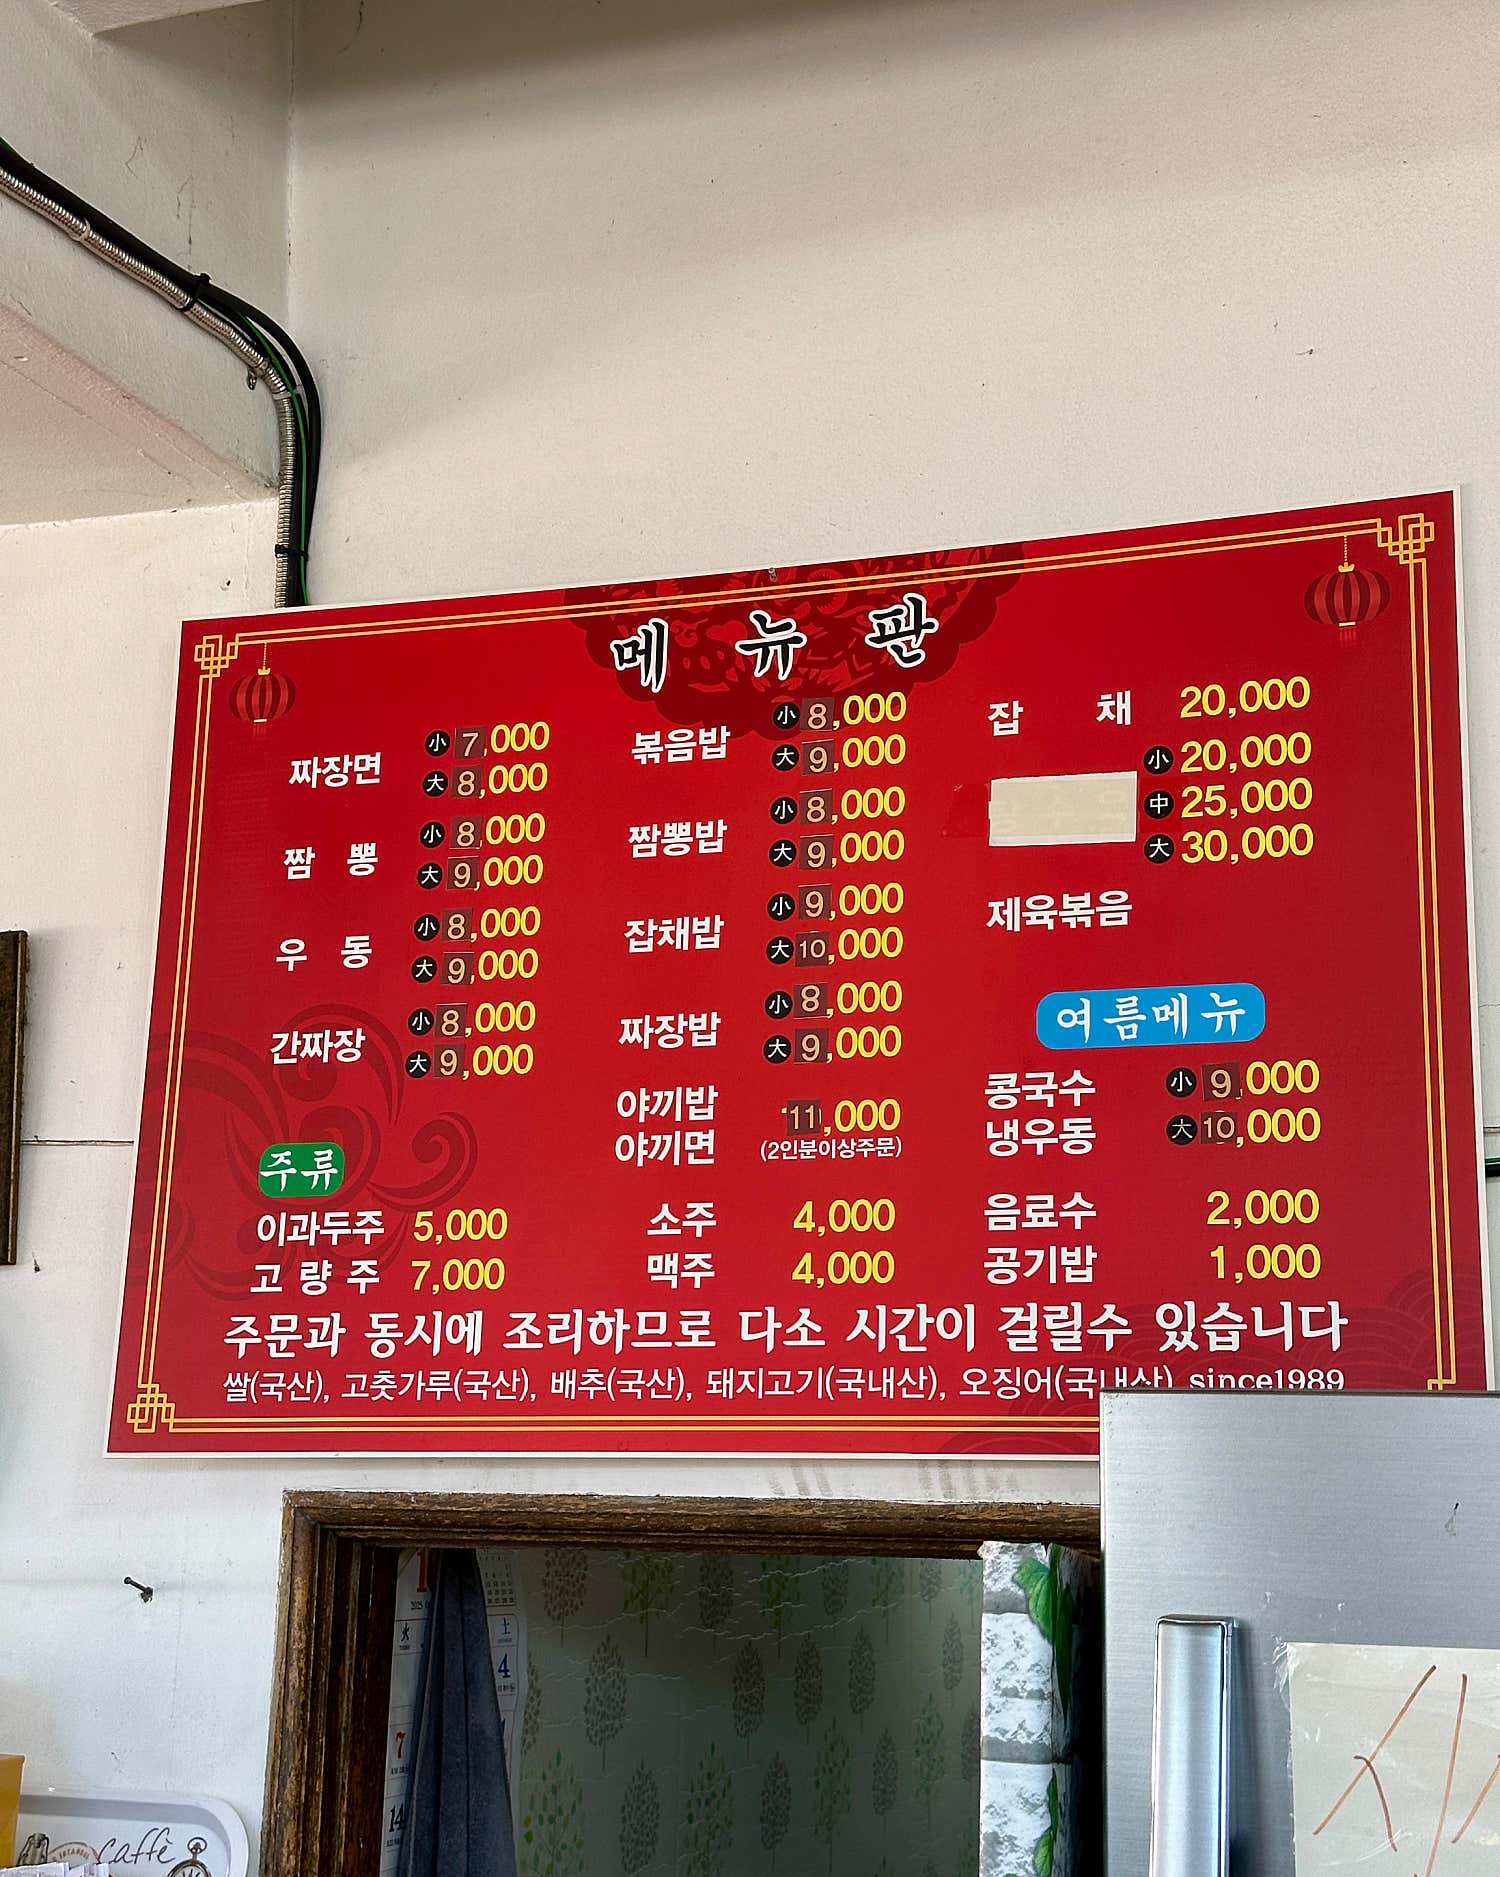 메뉴판
짜장면 小 7,000
大 8,000
짬뽕 小 8,000
大 9,000
우동 小 8,000
大 9,000
간짜장 小 8,000
大 9,000
주류
이과두주 5,000
고량주 7,000
볶음밥 小 8,000
大 9,000
짬뽕밥 小 8,000
大 9,000
잡채밥 小 9,000
大 10,000
짜장밥 小 8,000
大 9,000
야끼밥 11,000
야끼면 (2인분이상주문)
소주 4,000
맥주 4,000
잡채 20,000
小 20,000
中 25,000
大 30,000
제육볶음
여름메뉴
콩국수 小 9,000
냉우동 大 10,000
음료수 2,000
공기밥 1,000
주문과 동시에 조리하므로 다소 시간이 걸릴수 있습니다
쌀(국산), 고춧가루(국산), 배추(국산), 돼지고기(국내산), 오징어(국내산) since1989
1
2025
水
土
4
7
14
caffè
ISTANBUL